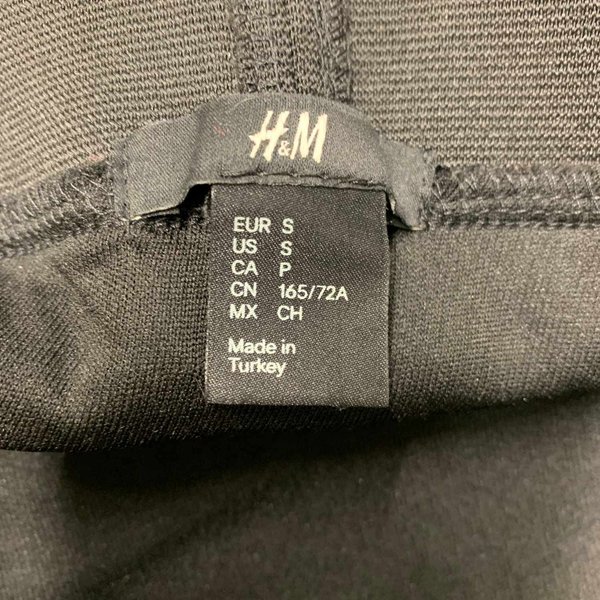 H&M
EUR S
US S
CA P
CN 165/72A
MX CH
Made in
Turkey